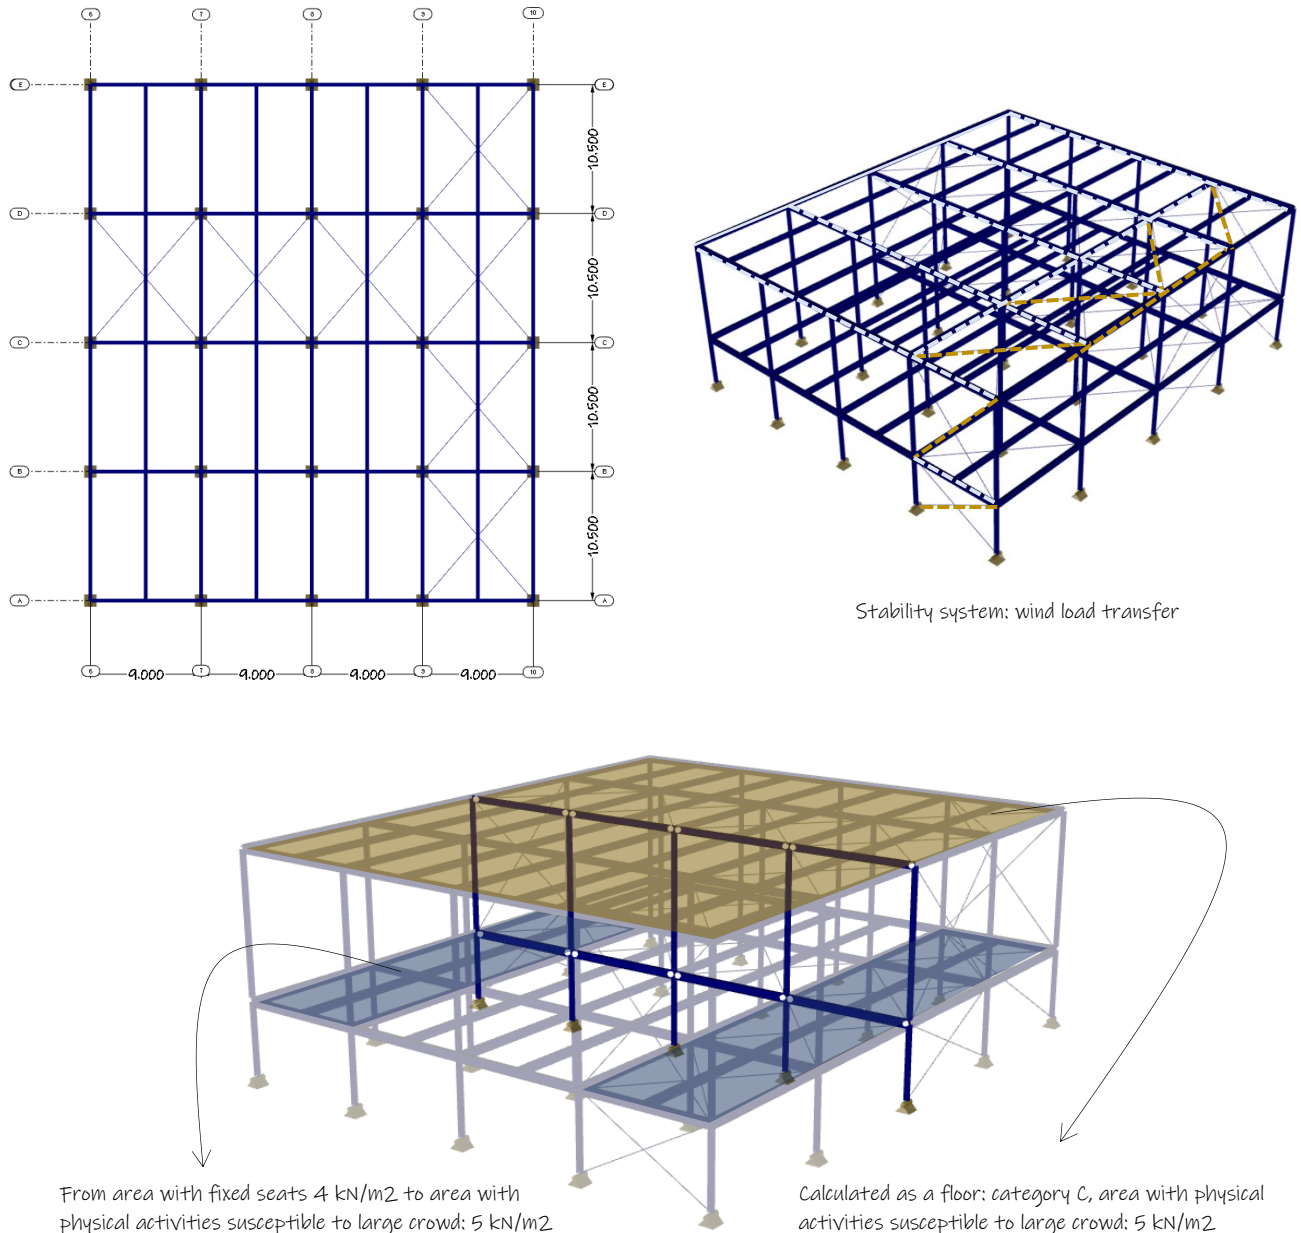 6 7 8 9 10
E E
10.500
D D
10.500
C C
10.500
B B
10.500
A A
6 9.000 7 9.000 8 9.000 9 9.000 10
Stability system: wind load transfer
From area with fixed seats 4 kN/m2 to area with
physical activities susceptible to large crowd: 5 kN/m2
Calculated as a floor: category C, area with physical
activities susceptible to large crowd: 5 kN/m2